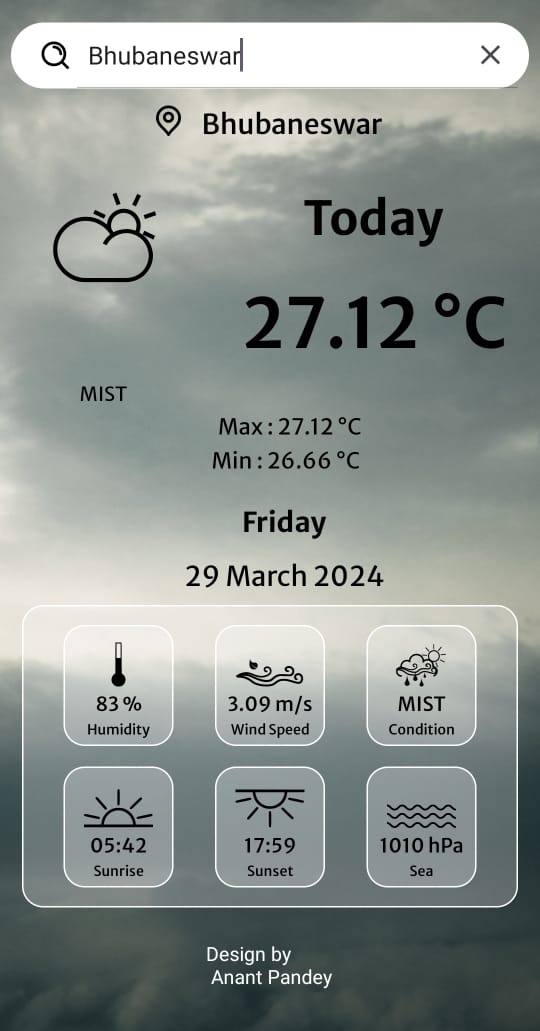 Bhubaneswar
Bhubaneswar
Today
27.12 °C
MIST
Max : 27.12 °C
Min : 26.66 °C
Friday
29 March 2024
83 %
Humidity
3.09 m/s
Wind Speed
MIST
Condition
05:42
Sunrise
17:59
Sunset
1010 hPa
Sea
Design by
Anant Pandey